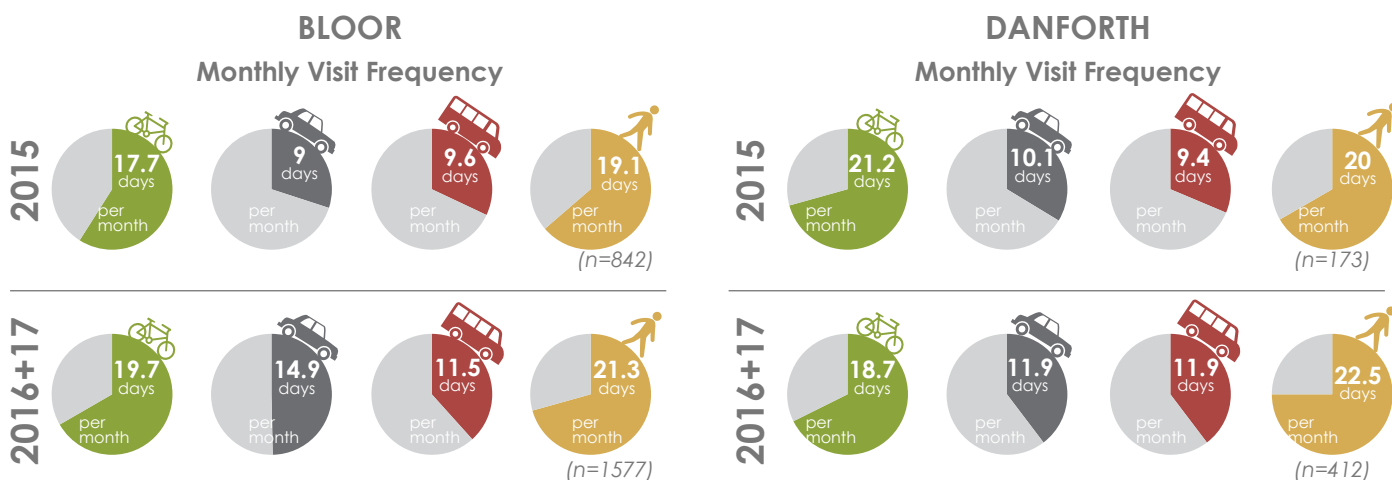 BLOOR
Monthly Visit Frequency
2015
17.7
days
per
month
9
days
per
month
9.6
days
per
month
19.1
days
per
month
(n=842)
2016+17
19.7
days
per
month
14.9
days
per
month
11.5
days
per
month
21.3
days
per
month
(n=1577)
DANFORTH
Monthly Visit Frequency
2015
21.2
days
per
month
10.1
days
per
month
9.4
days
per
month
20
days
per
month
(n=173)
2016+17
18.7
days
per
month
11.9
days
per
month
11.9
days
per
month
22.5
days
per
month
(n=412)